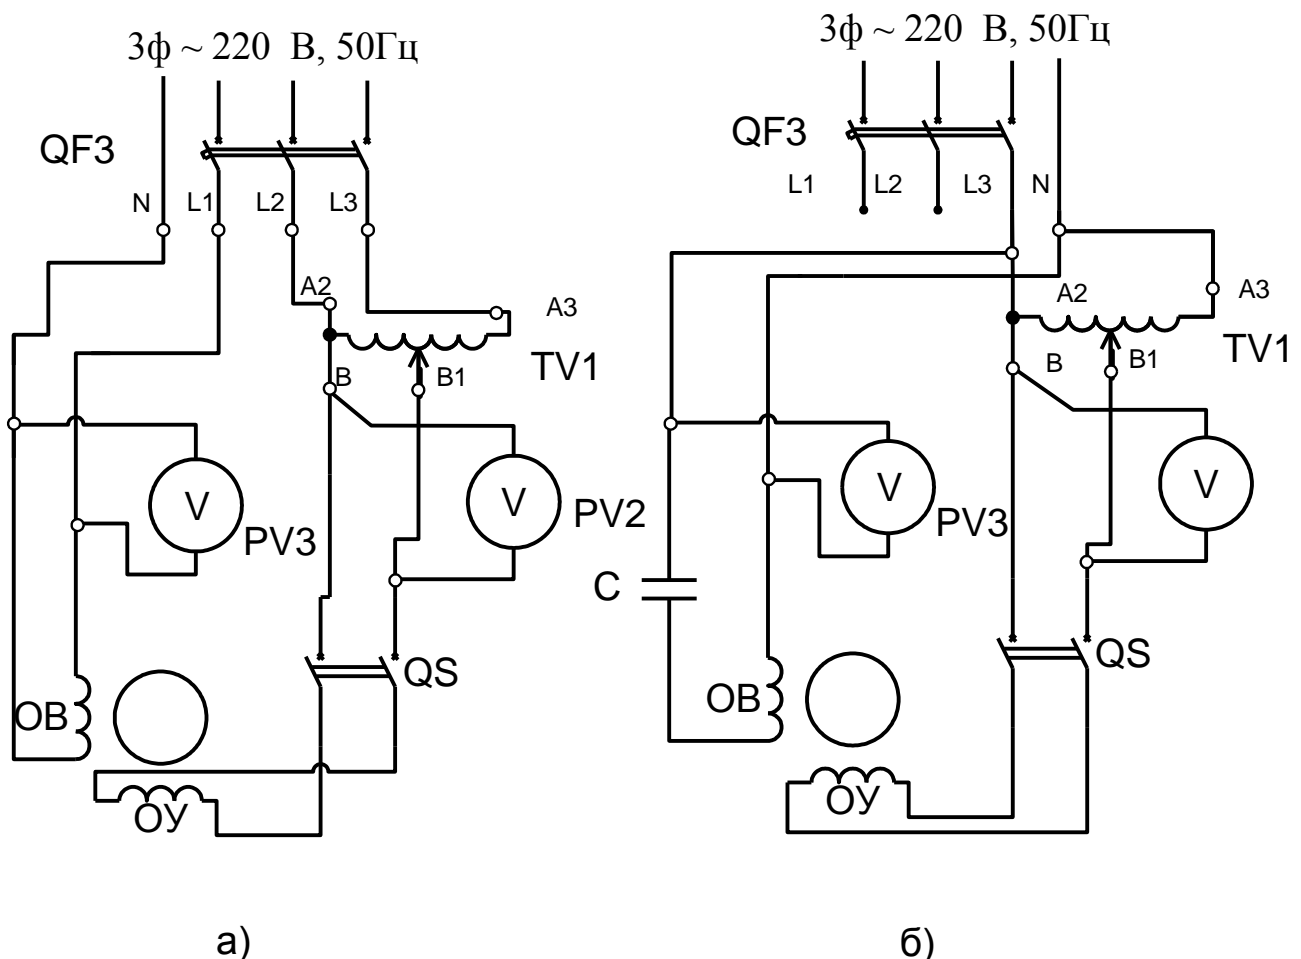 3ф ~ 220 В, 50Гц
QF3
N
L1
L2
L3
A2
A3
TV1
B
B1
V
PV3
V
PV2
QS
ОВ
ОУ
а)
3ф ~ 220 В, 50Гц
QF3
L1
L2
L3
N
A2
A3
TV1
B
B1
V
PV3
V
C
QS
ОВ
ОУ
б)